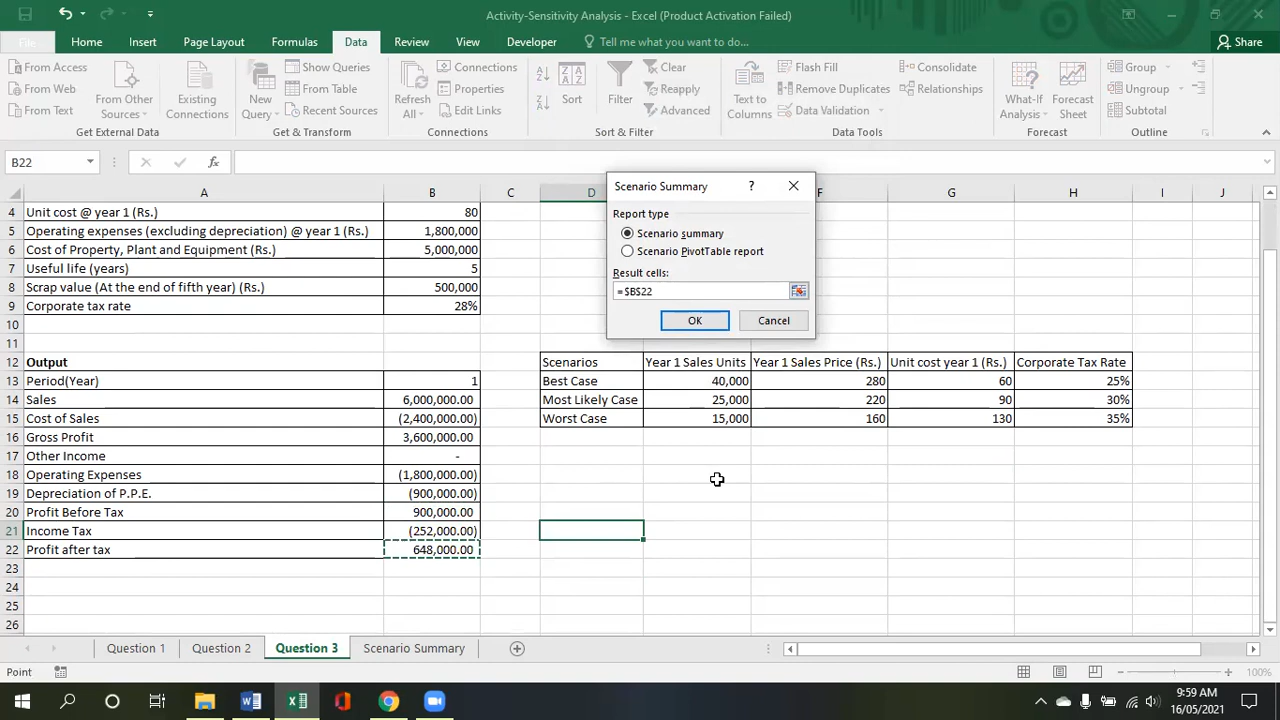 Activity-Sensitivity Analysis - Excel (Product Activation Failed)
File Home Insert Page Layout Formulas Data Review View Developer Tell me what you want to do... Share
From Access
From Web
From Text
From Other Sources
Existing Connections
Get External Data
New Query
Show Queries
From Table
Recent Sources
Get & Transform
Refresh All
Connections
Properties
Edit Links
Connections
Sort
Filter
Clear
Reapply
Advanced
Sort & Filter
Text to Columns
Flash Fill
Remove Duplicates
Data Validation
Consolidate
Relationships
Data Tools
What-If Analysis
Forecast Sheet
Forecast
Group
Ungroup
Subtotal
Outline
B22 fx
A B C D F G H I J
4 Unit cost @ year 1 (Rs.) 80
5 Operating expenses (excluding depreciation) @ year 1 (Rs.) 1,800,000
6 Cost of Property, Plant and Equipment (Rs.) 5,000,000
7 Useful life (years) 5
8 Scrap value (At the end of fifth year) (Rs.) 500,000
9 Corporate tax rate 28%
10
11
Scenario Summary ?
Report type
Scenario summary
Scenario PivotTable report
Result cells:
=$B$22
OK Cancel
12 Output Scenarios Year 1 Sales Units Year 1 Sales Price (Rs.) Unit cost year 1 (Rs.) Corporate Tax Rate
13 Period(Year) 1 Best Case 40,000 280 60 25%
14 Sales 6,000,000.00 Most Likely Case 25,000 220 90 30%
15 Cost of Sales (2,400,000.00) Worst Case 15,000 160 130 35%
16 Gross Profit 3,600,000.00
17 Other Income -
18 Operating Expenses (1,800,000.00)
19 Depreciation of P.P.E. (900,000.00)
20 Profit Before Tax 900,000.00
21 Income Tax (252,000.00)
22 Profit after tax 648,000.00
23
24
25
26
Question 1 Question 2 Question 3 Scenario Summary
Point 100%
9:59 AM
16/05/2021